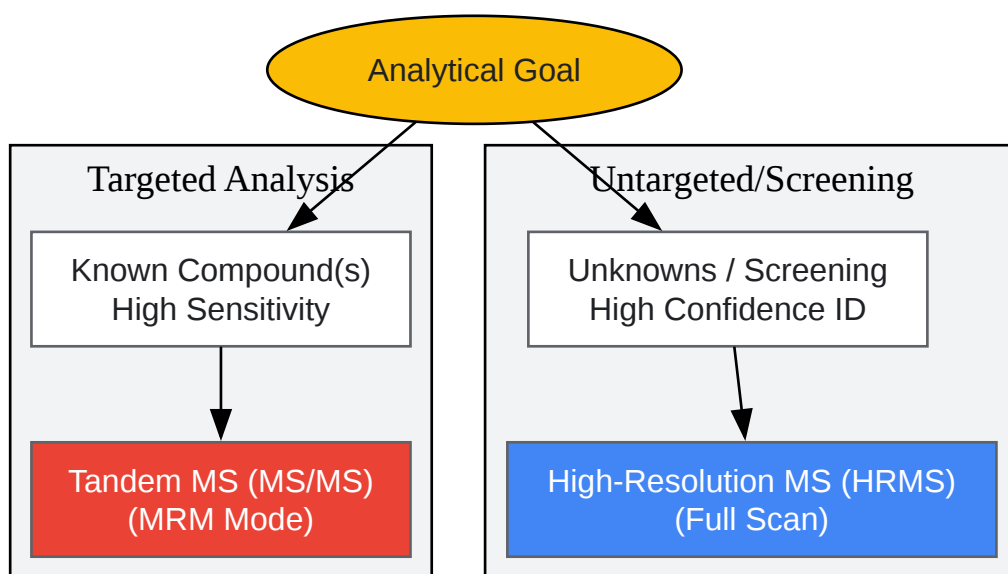 Analytical Goal
Targeted Analysis
Known Compound(s)
High Sensitivity
Tandem MS (MS/MS)
(MRM Mode)
Untargeted/Screening
Unknowns / Screening
High Confidence ID
High-Resolution MS (HRMS)
(Full Scan)